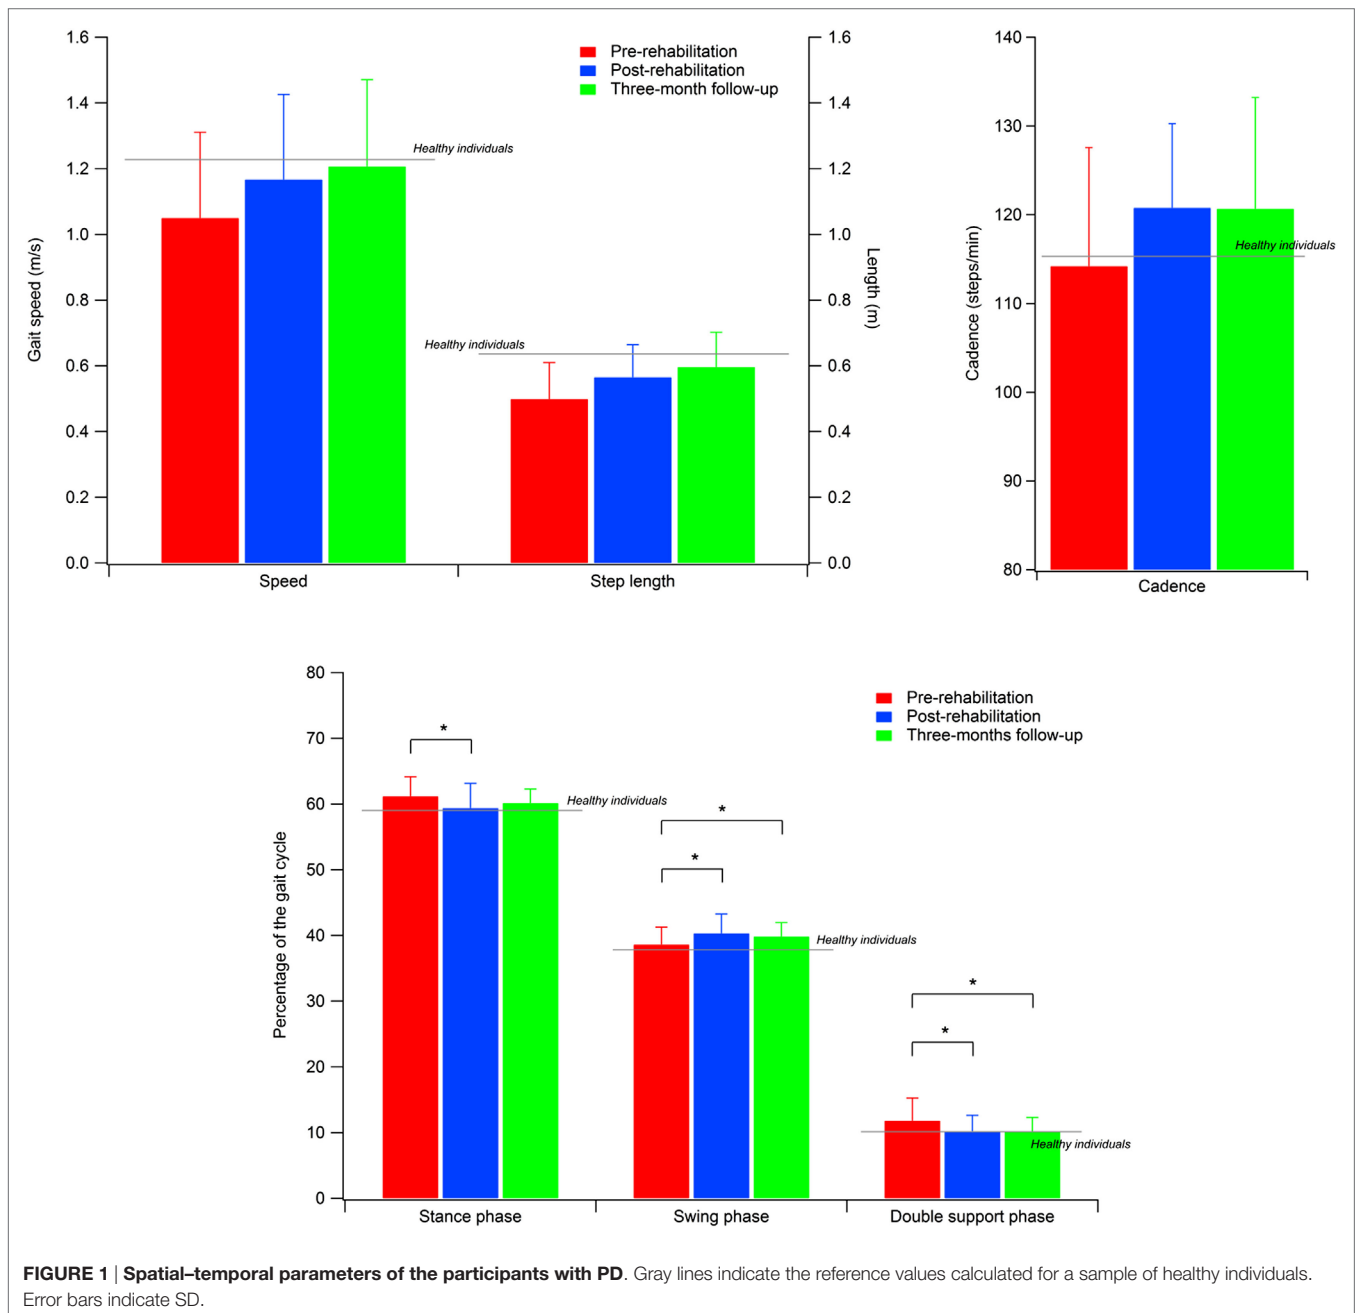 1.6
1.4
1.2
1.0
0.8
0.6
0.4
0.2
0.0
Gait speed (m/s)
Pre-rehabilitation
Post-rehabilitation
Three-month follow-up
Healthy individuals
Healthy individuals
Speed
Step length
1.6
1.4
1.2
1.0
0.8
0.6
0.4
0.2
0.0
Length (m)
140
130
120
110
100
90
80
Cadence (steps/min)
Healthy individuals
Cadence
80
70
60
50
40
30
20
10
0
Percentage of the gait cycle
Pre-rehabilitation
Post-rehabilitation
Three-months follow-up
*
Healthy individuals
*
*
Healthy individuals
*
*
Healthy individuals
Stance phase
Swing phase
Double support phase
FIGURE 1 | Spatial–temporal parameters of the participants with PD. Gray lines indicate the reference values calculated for a sample of healthy individuals.
Error bars indicate SD.